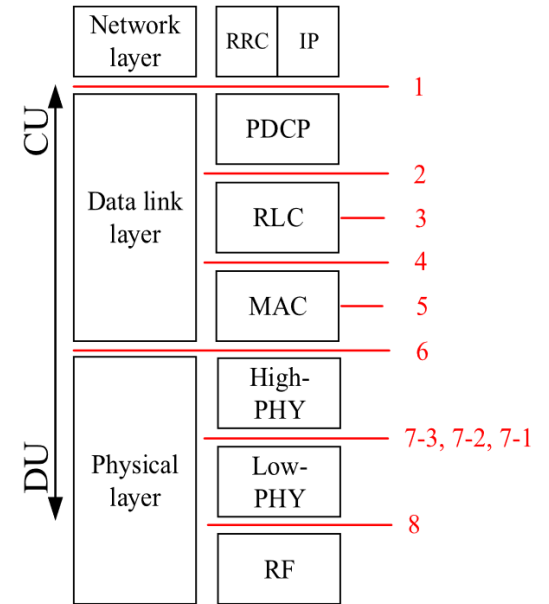 Network
layer
RRC
IP
1
CU
PDCP
2
Data link
layer
RLC
3
4
MAC
5
6
High-
PHY
7-3, 7-2, 7-1
DU
Physical
layer
Low-
PHY
8
RF